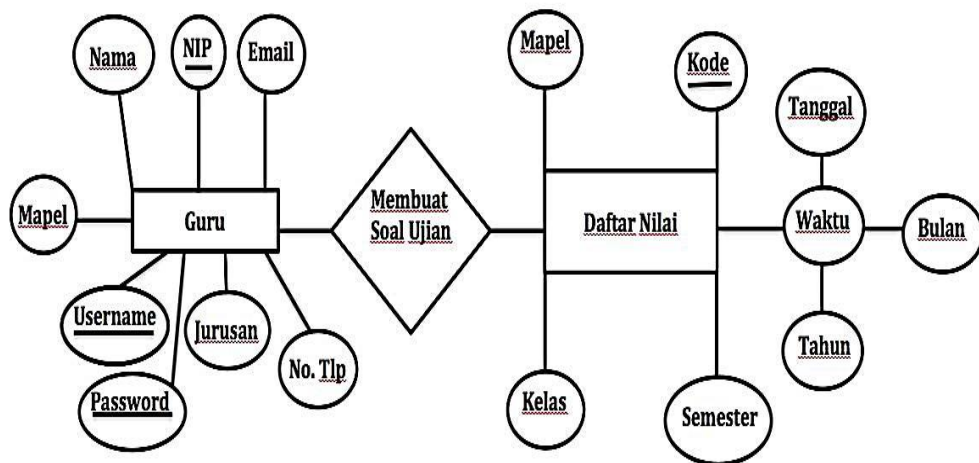 Nama
NIP
Email
Mapel
Guru
Username
Password
Jurusan
No. Tlp
Membuat
Soal Ujian
Mapel
Kode
Daftar Nilai
Tanggal
Waktu
Bulan
Tahun
Kelas
Semester